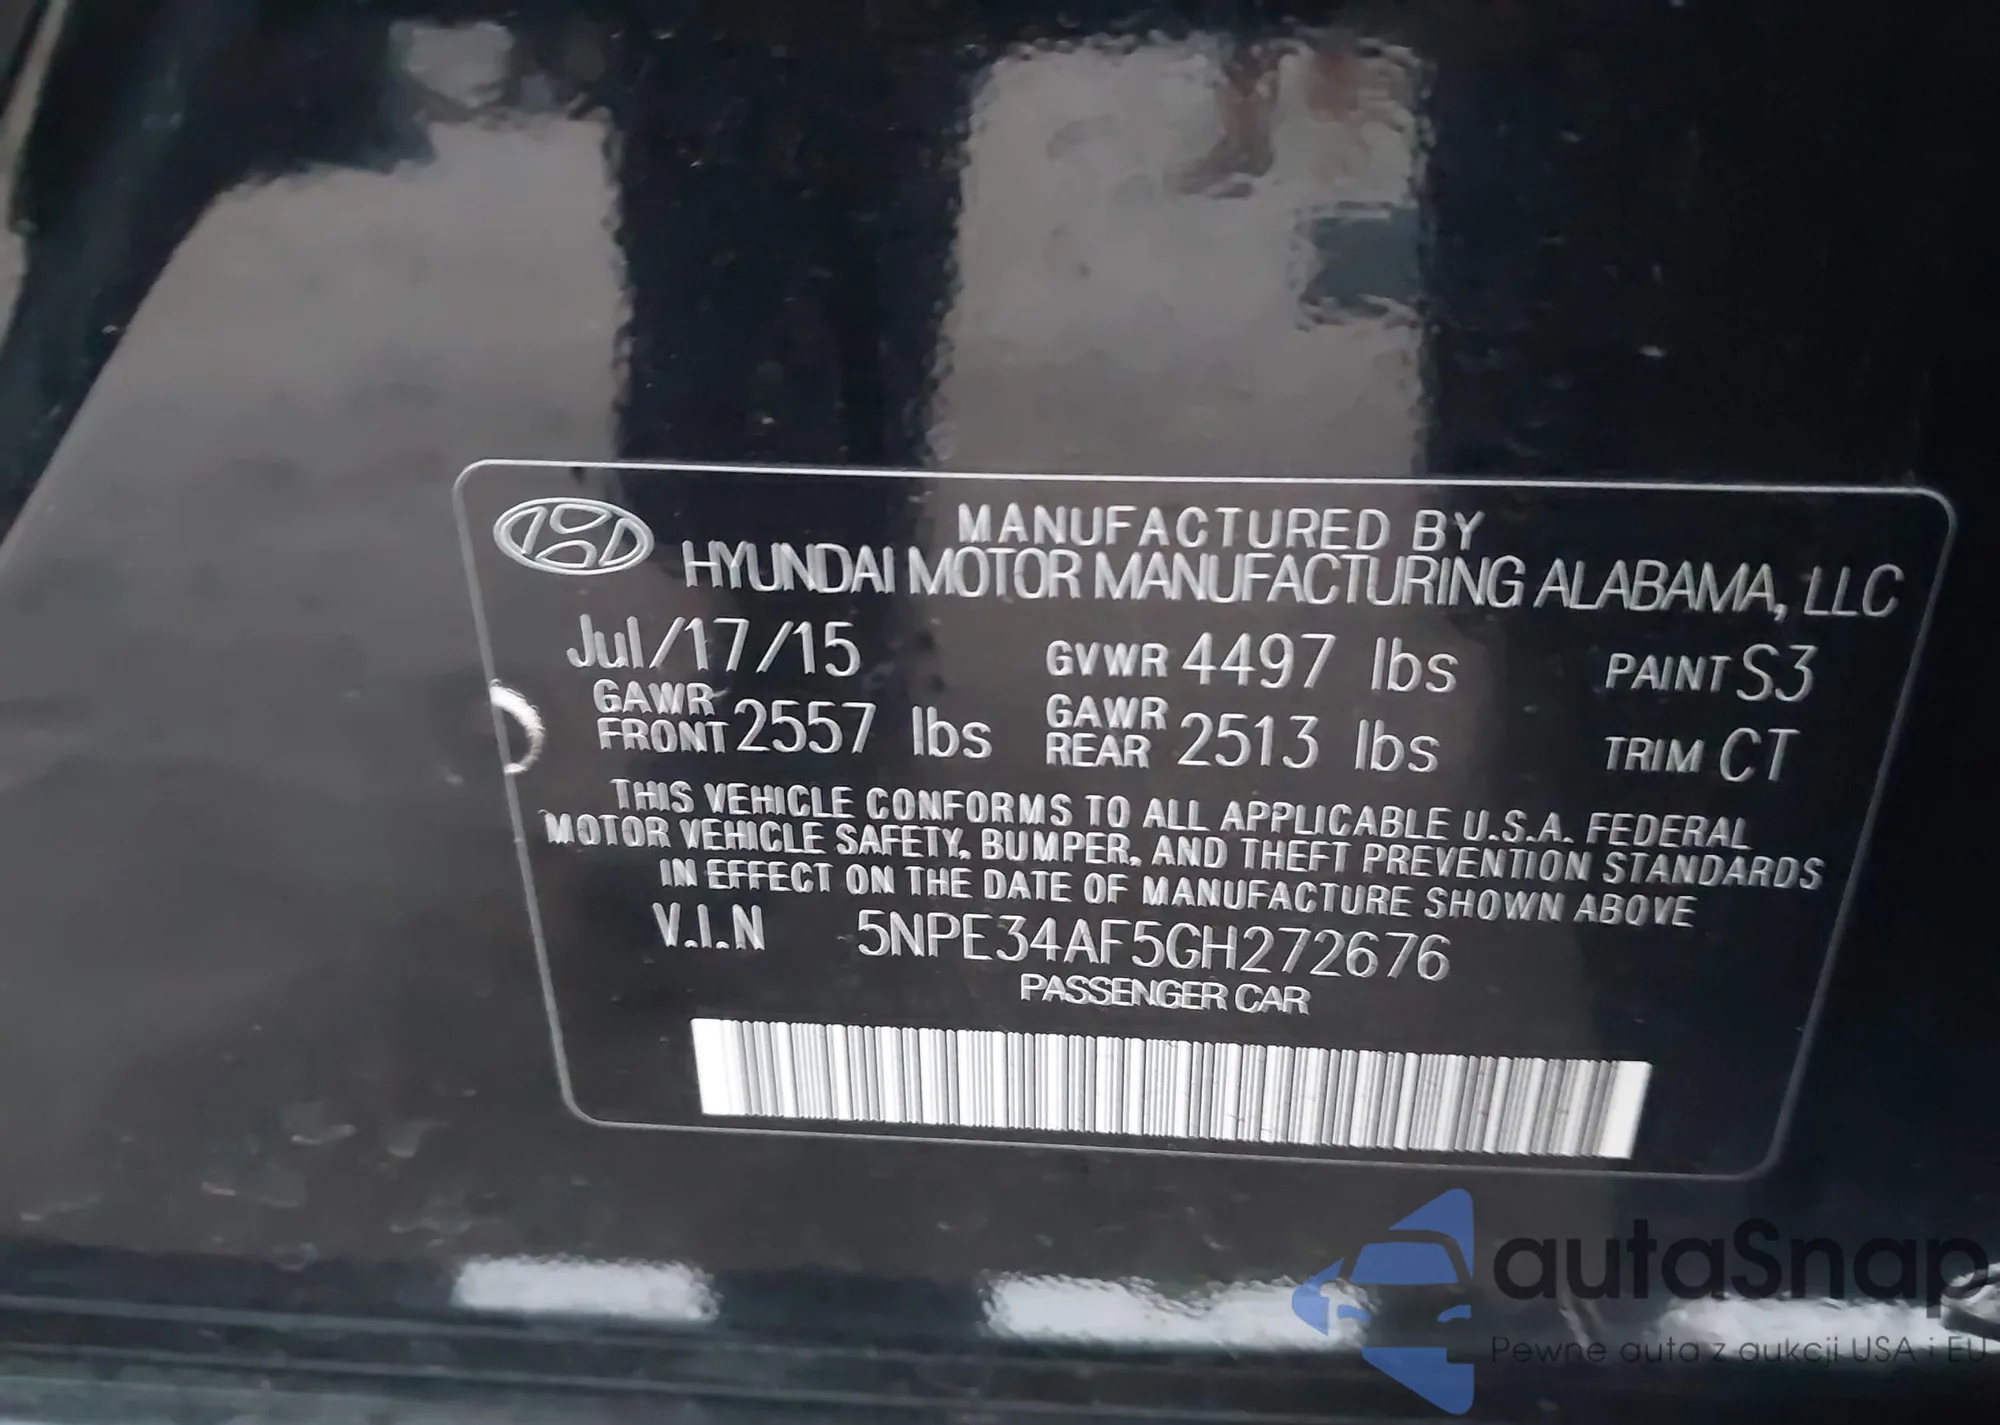 MANUFACTURED BY
HYUNDAI MOTOR MANUFACTURING ALABAMA, LLC
Jul/17/15 GVWR 4497 lbs PAINT S3
GAWR FRONT 2557 lbs GAWR REAR 2513 lbs TRIM CT
THIS VEHICLE CONFORMS TO ALL APPLICABLE U.S.A. FEDERAL
MOTOR VEHICLE SAFETY, BUMPER, AND THEFT PREVENTION STANDARDS
IN EFFECT ON THE DATE OF MANUFACTURE SHOWN ABOVE
V.I.N 5NPE34AF5GH272676
PASSENGER CAR
autaSnap
Pewne auta z aukcji USA i EU